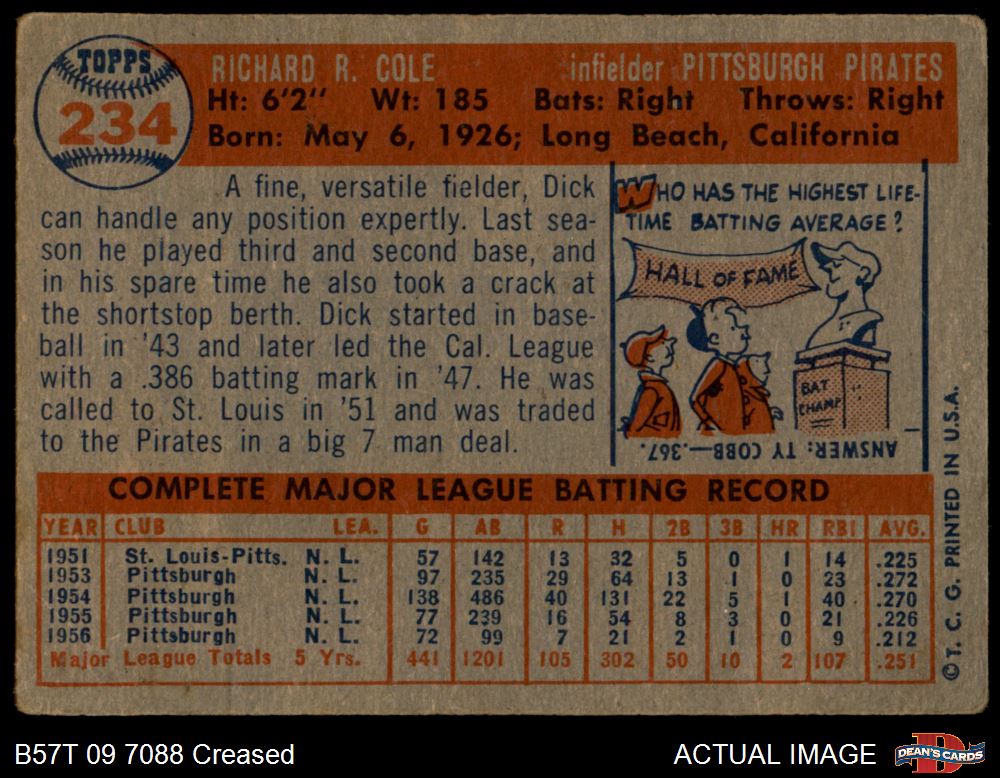 TOPPS
234
RICHARD R. COLE infielder PITTSBURGH PIRATES
Ht: 6'2" Wt: 185 Bats: Right Throws: Right
Born: May 6, 1926; Long Beach, California
A fine, versatile fielder, Dick
can handle any position expertly. Last sea-
son he played third and second base, and
in his spare time he also took a crack at
the shortstop berth. Dick started in base-
ball in '43 and later led the Cal. League
with a .386 batting mark in '47. He was
called to St. Louis in '51 and was traded
to the Pirates in a big 7 man deal.
WHO HAS THE HIGHEST LIFE-
TIME BATTING AVERAGE?
HALL OF FAME
BAT
CHAMP
ANSWER: TY COBB—.367.
COMPLETE MAJOR LEAGUE BATTING RECORD
YEAR CLUB LEA. G AB R H 2B 3B HR RBI AVG.
1951 St. Louis-Pitts. N. L. 57 142 13 32 5 0 1 14 .225
1953 Pittsburgh N. L. 97 235 29 64 13 1 0 23 .272
1954 Pittsburgh N. L. 138 486 40 131 22 5 1 40 .270
1955 Pittsburgh N. L. 77 239 16 54 8 3 0 21 .226
1956 Pittsburgh N. L. 72 99 7 21 2 1 0 9 .212
Major League Totals 5 Yrs. 441 1201 105 302 50 10 2 107 .251
© T. C. G. PRINTED IN U.S.A.
B57T 09 7088 Creased
ACTUAL IMAGE
DEAN'S CARDS